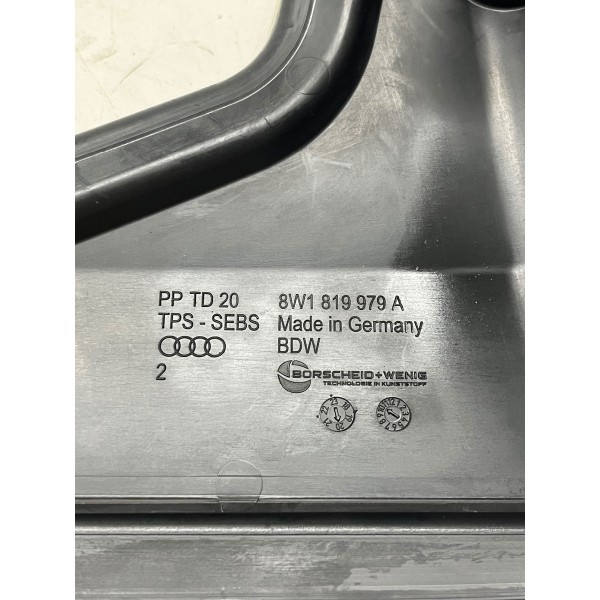 PP TD 20 8W1 819 979 A
TPS - SEBS Made in Germany
BDW
2 BORSCHEID+WENIG
TECHNOLOGIE IN KUNSTSTOFF